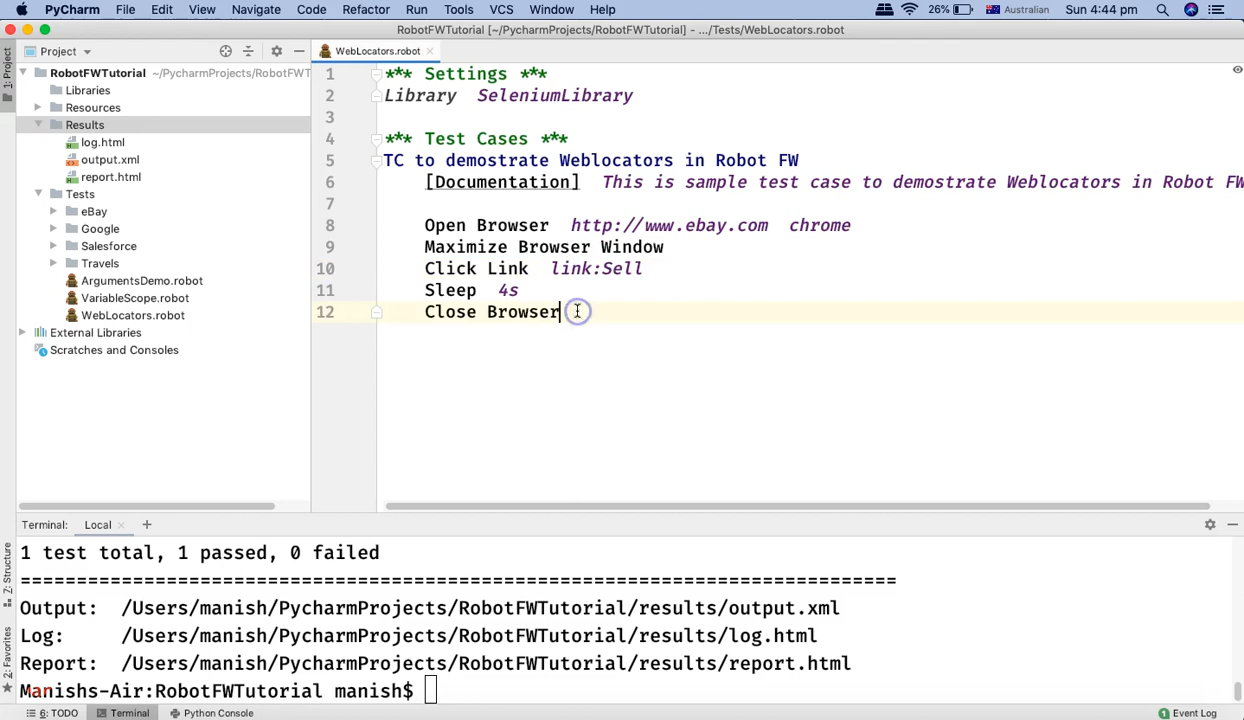 PyCharm File Edit View Navigate Code Refactor Run Tools VCS Window Help 26% Australian Sun 4:44 pm
RobotFWTutorial [~/PycharmProjects/RobotFWTutorial] - .../Tests/WebLocators.robot
Project
WebLocators.robot
1: Project
RobotFWTutorial ~/PycharmProjects/RobotFWT
Libraries
Resources
Results
log.html
output.xml
report.html
Tests
eBay
Google
Salesforce
Travels
ArgumentsDemo.robot
VariableScope.robot
WebLocators.robot
External Libraries
Scratches and Consoles
1 *** Settings ***
2 Library SeleniumLibrary
3
4 *** Test Cases ***
5 TC to demostrate Weblocators in Robot FW
6 [Documentation] This is sample test case to demostrate Weblocators in Robot FW
7
8 Open Browser http://www.ebay.com chrome
9 Maximize Browser Window
10 Click Link link:Sell
11 Sleep 4s
12 Close Browser
Z: Structure
2: Favorites
Terminal: Local
1 test total, 1 passed, 0 failed
==============================================================================
Output: /Users/manish/PycharmProjects/RobotFWTutorial/results/output.xml
Log: /Users/manish/PycharmProjects/RobotFWTutorial/results/log.html
Report: /Users/manish/PycharmProjects/RobotFWTutorial/results/report.html
Manishs-Air:RobotFWTutorial manish$
6: TODO Terminal Python Console 1 Event Log